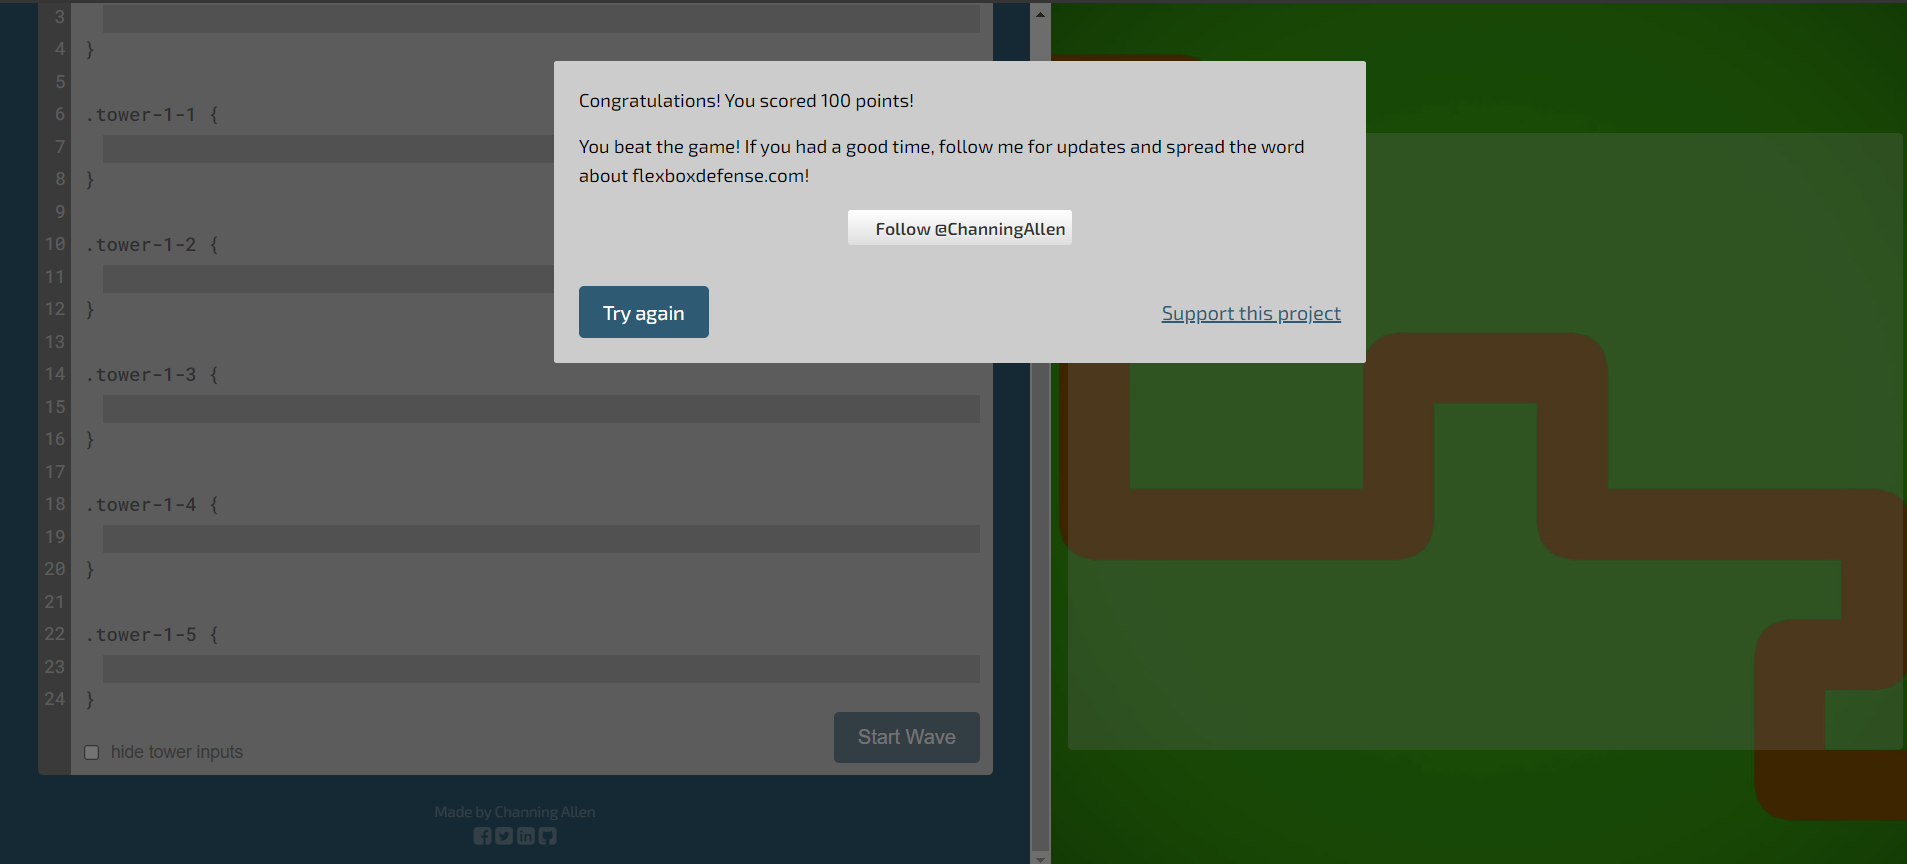 3
4 }
5
6 .tower-1-1 {
7
8 }
9
10 .tower-1-2 {
11
12 }
13
14 .tower-1-3 {
15
16 }
17
18 .tower-1-4 {
19
20 }
21
22 .tower-1-5 {
23
24 }
hide tower inputs
Start Wave
Made by Channing Allen
Congratulations! You scored 100 points!
You beat the game! If you had a good time, follow me for updates and spread the word
about flexboxdefense.com!
Follow @ChanningAllen
Try again
Support this project